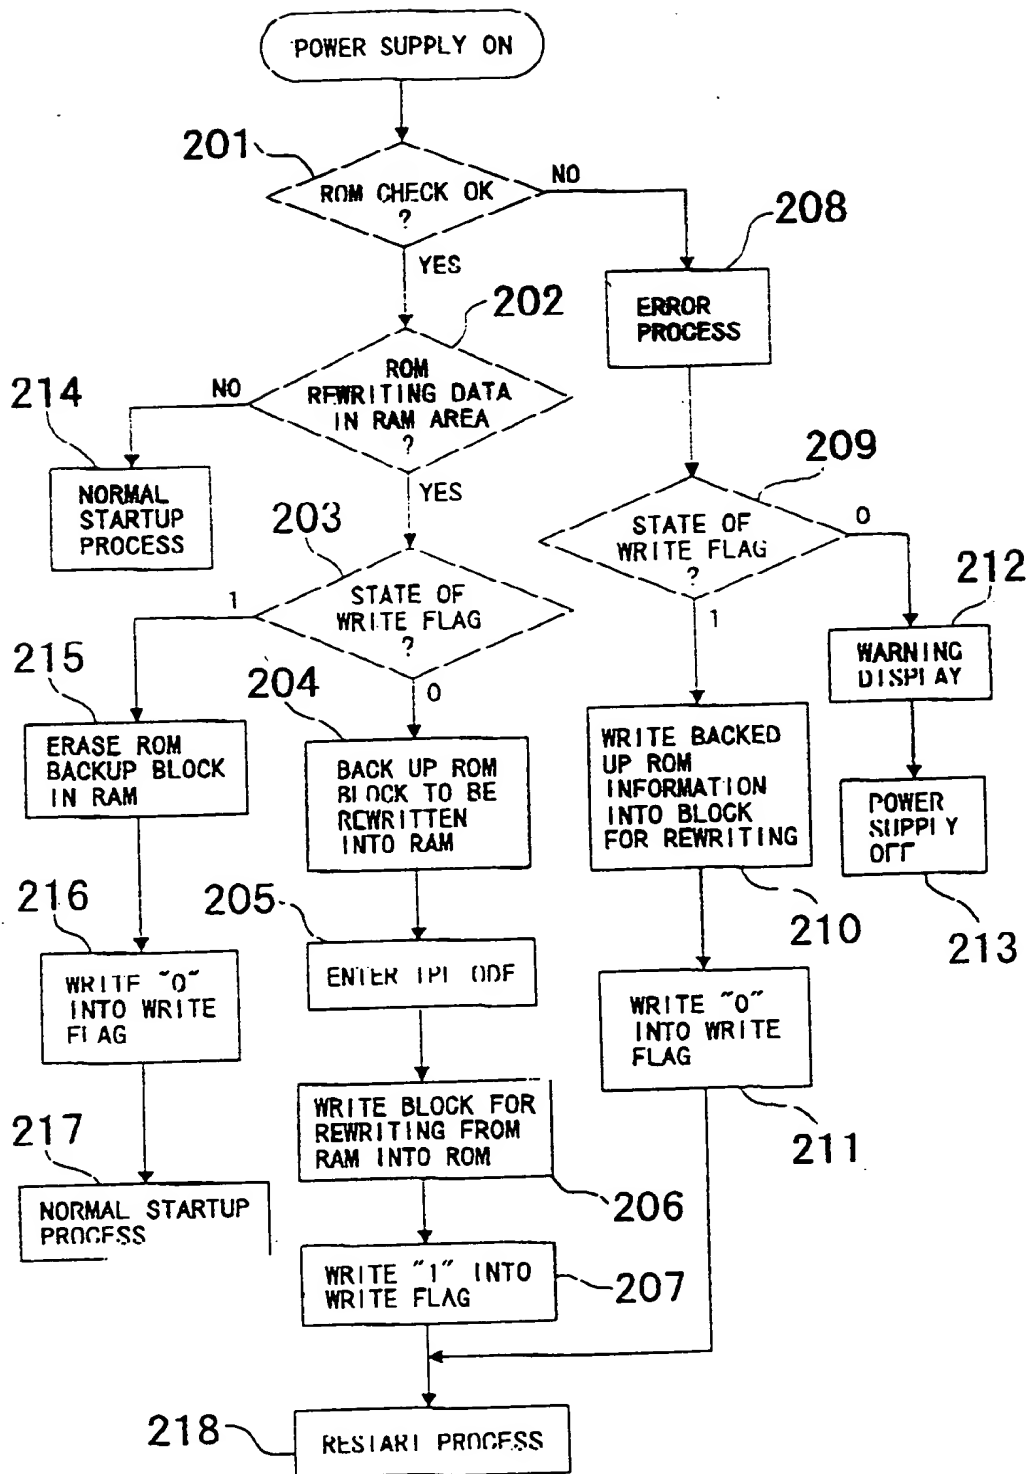 POWER SUPPLY ON
201
ROM CHECK OK
?
NO
YES
208
ERROR
PROCESS
202
ROM
REWRITING DATA
IN RAM AREA
?
NO
YES
214
NORMAL
STARTUP
PROCESS
209
STATE OF
WRITE FLAG
?
0
1
203
STATE OF
WRITE FLAG
?
1
0
212
WARNING
DISPLAY
215
ERASE ROM
BACKUP BLOCK
IN RAM
204
BACK UP ROM
BLOCK TO BE
REWRITTEN
INTO RAM
WRITE BACKED
UP ROM
INFORMATION
INTO BLOCK
FOR REWRITING
210
POWER
SUPPLY
OFF
213
216
WRITE "0"
INTO WRITE
FLAG
205
ENTER
WRITE "0"
INTO WRITE
FLAG
211
217
NORMAL STARTUP
PROCESS
WRITE BLOCK FOR
REWRITING FROM
RAM INTO ROM
206
WRITE "1" INTO
WRITE FLAG
207
218
RESTART PROCESS